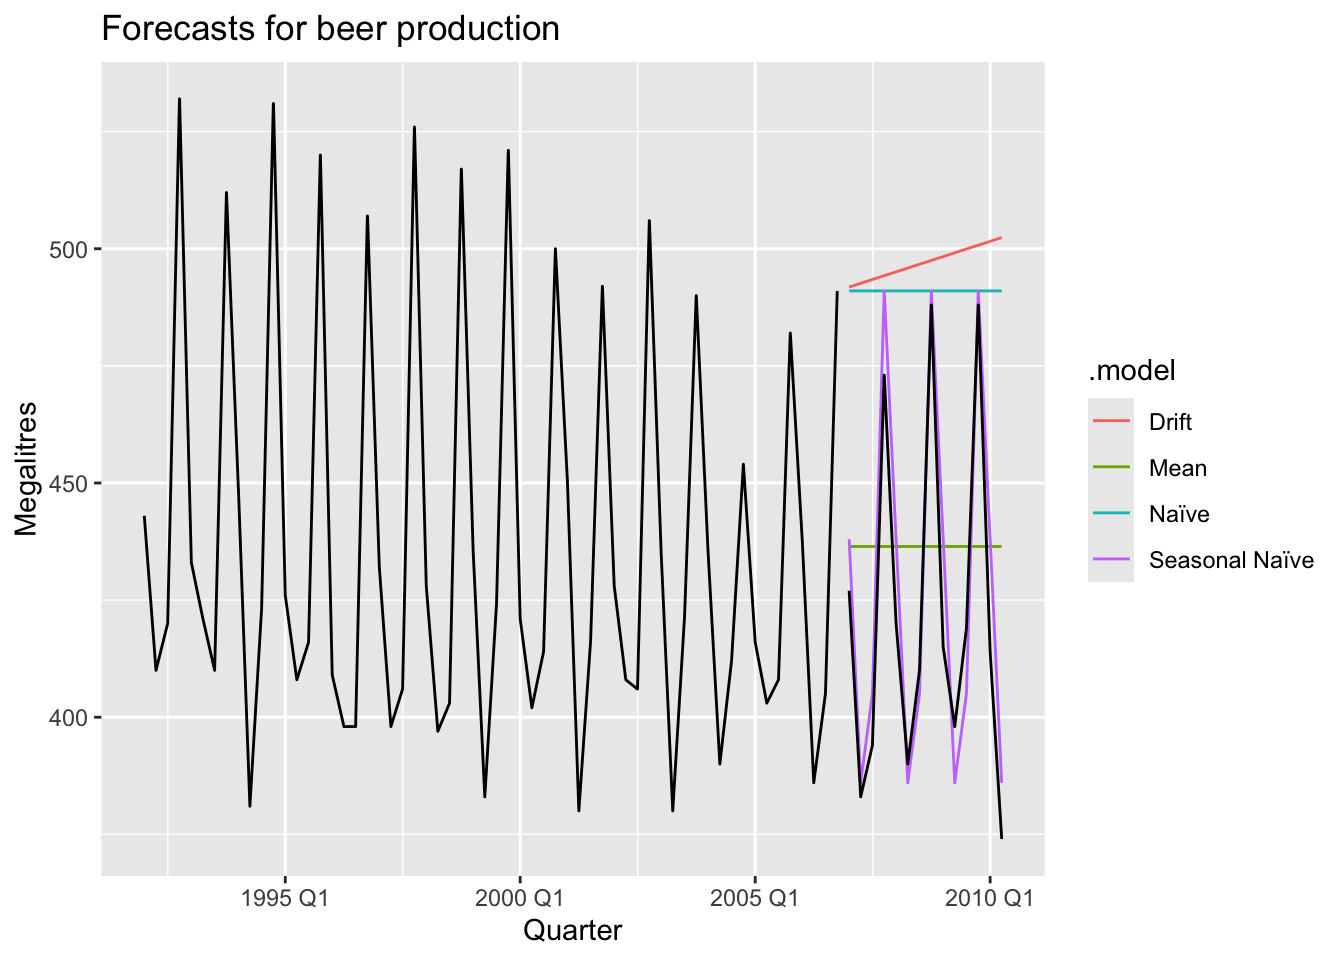 Forecasts for beer production
Megalitres
500
450
400
1995 Q1
2000 Q1
2005 Q1
2010 Q1
Quarter
.model
Drift
Mean
Naïve
Seasonal Naïve